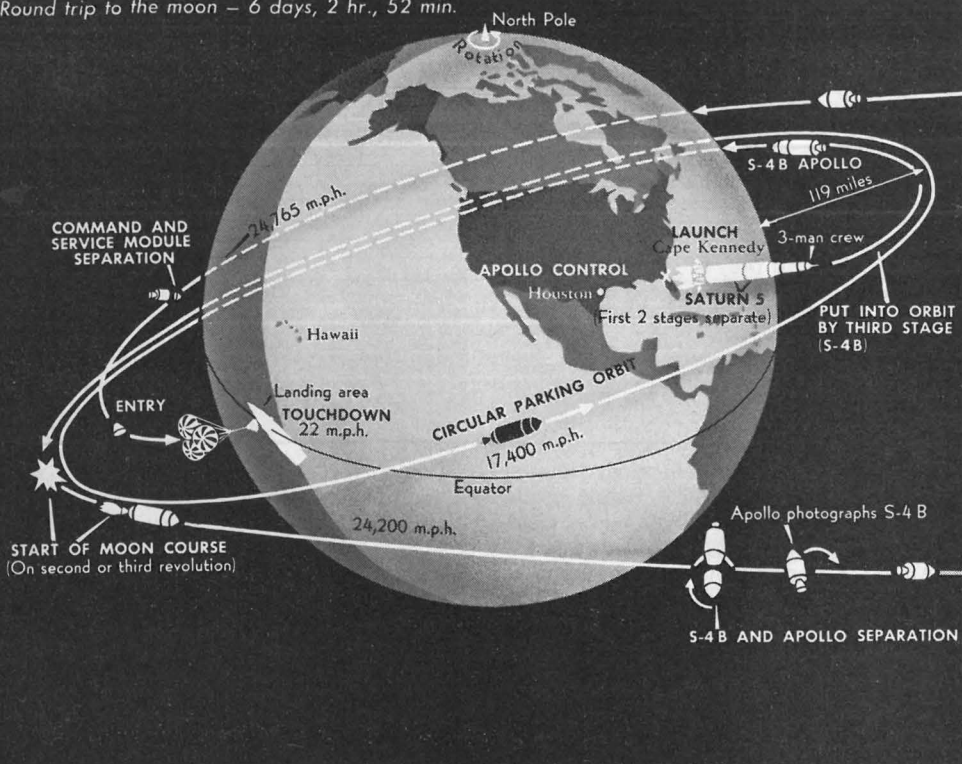 Round trip to the moon — 6 days, 2 hr., 52 min.
North Pole
Rotation
S-4B APOLLO
119 miles
24,765 m.p.h.
COMMAND AND
SERVICE MODULE
SEPARATION
LAUNCH
Cape Kennedy
3-man crew
APOLLO CONTROL
Houston
SATURN 5
(First 2 stages separate)
PUT INTO ORBIT
BY THIRD STAGE
(S-4B)
Hawaii
Landing area
TOUCHDOWN
22 m.p.h.
ENTRY
CIRCULAR PARKING ORBIT
17,400 m.p.h.
Equator
24,200 m.p.h.
START OF MOON COURSE
(On second or third revolution)
Apollo photographs S-4B
S-4B AND APOLLO SEPARATION